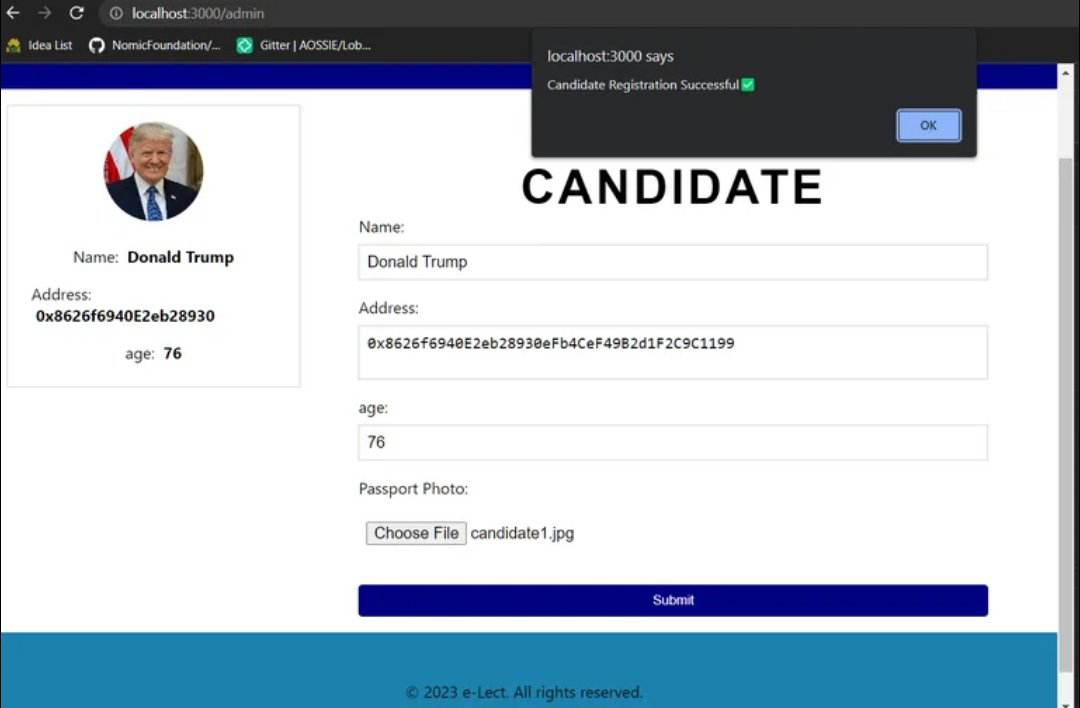 localhost:3000/admin
Idea List NomicFoundation/... Gitter | AOSSIE/Lob...
localhost:3000 says
Candidate Registration Successful✅
OK
Name: Donald Trump
Address:
0x8626f6940E2eb28930
age: 76
CANDIDATE
Name:
Donald Trump
Address:
0x8626f6940E2eb28930eFb4CeF49B2d1F2C9C1199
age:
76
Passport Photo:
Choose File candidate1.jpg
Submit
© 2023 e-Lect. All rights reserved.